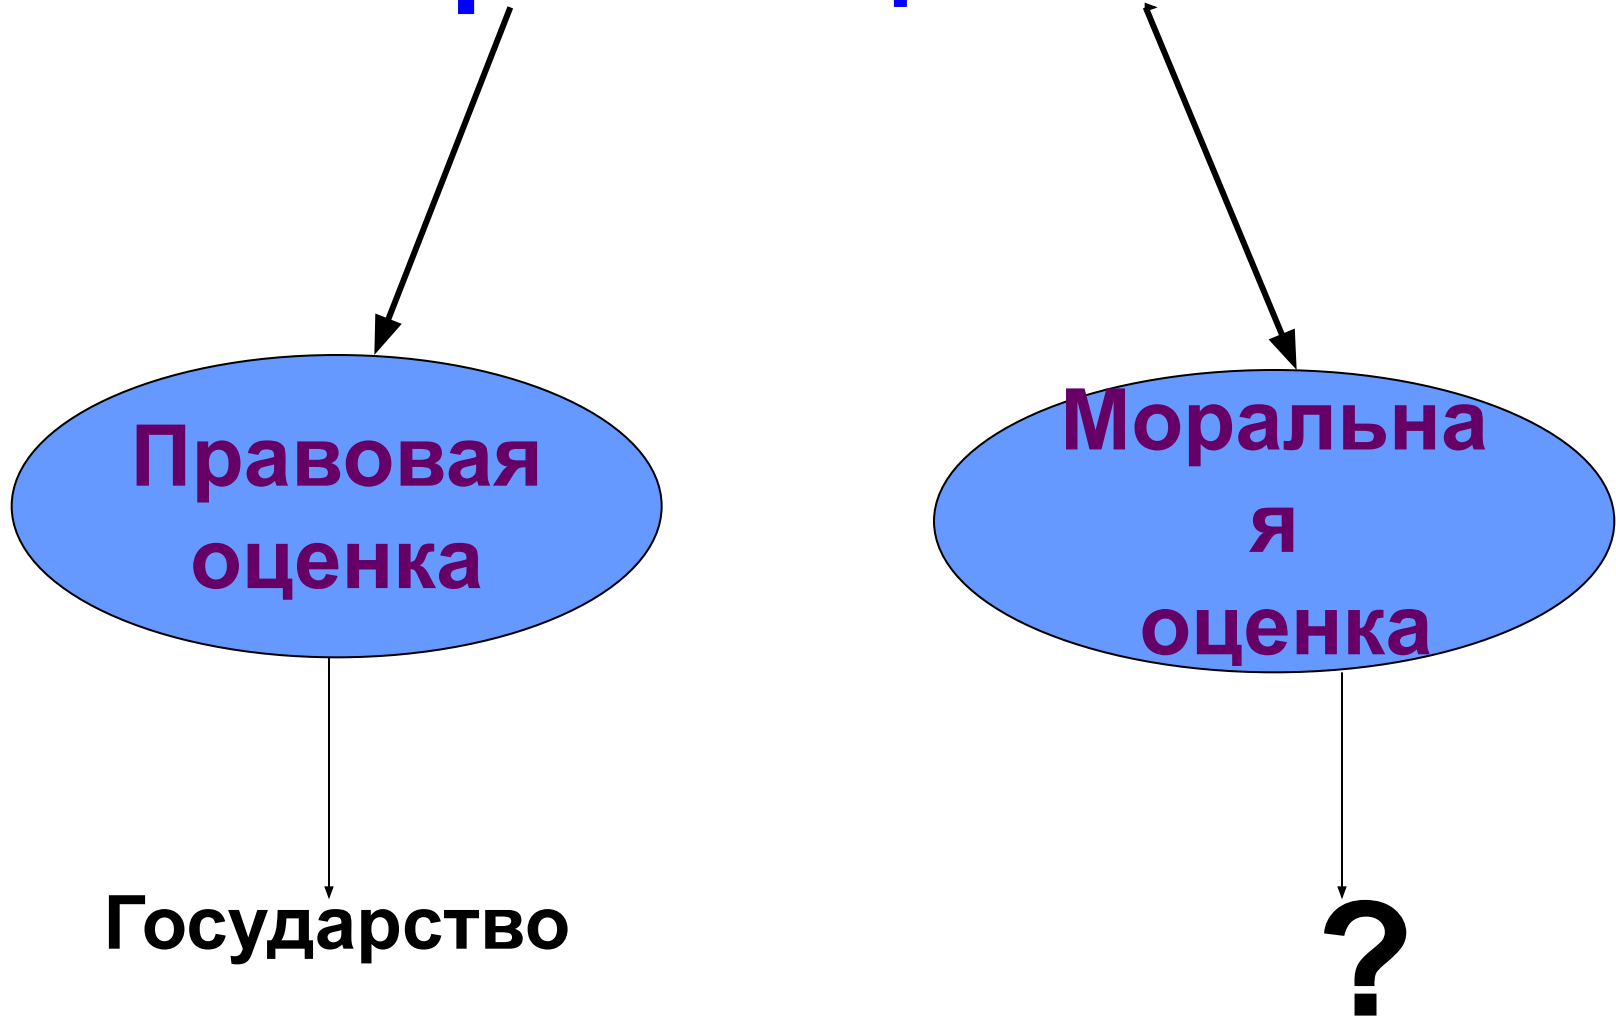 Правовая
оценка
Моральна
я
оценка
Государство
?